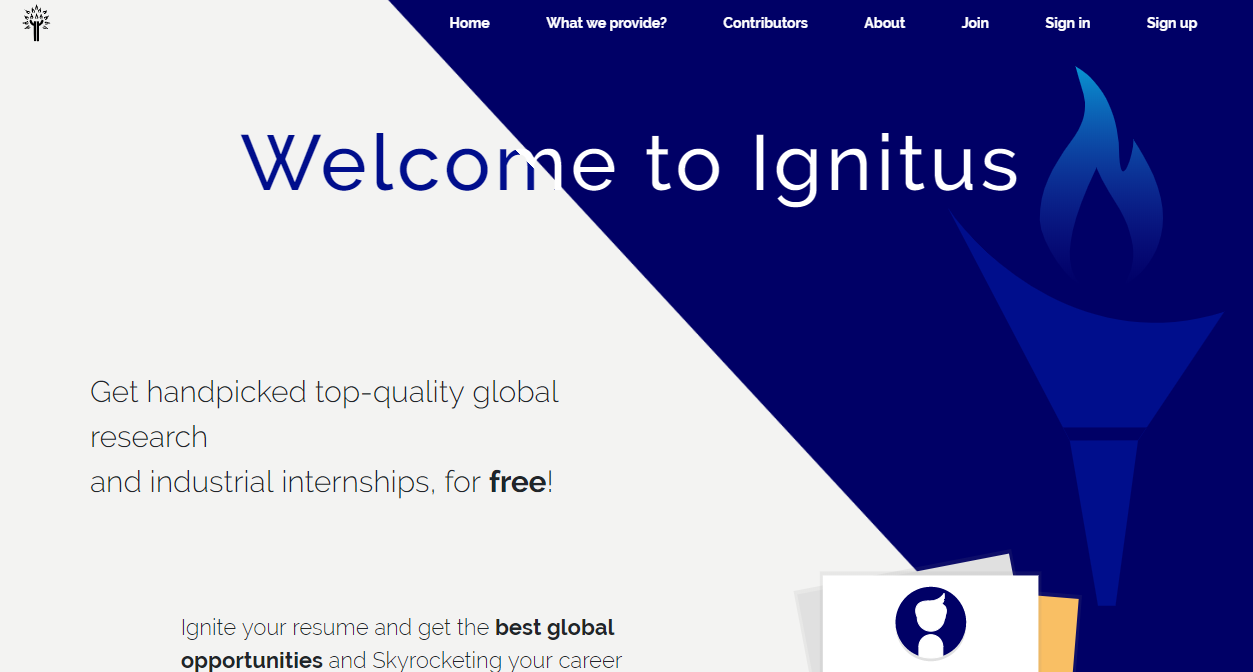 Home What we provide? Contributors About Join Sign in Sign up
Welcome to Ignitus
Get handpicked top-quality global
research
and industrial internships, for free!
Ignite your resume and get the best global
opportunities and Skyrocketing your career